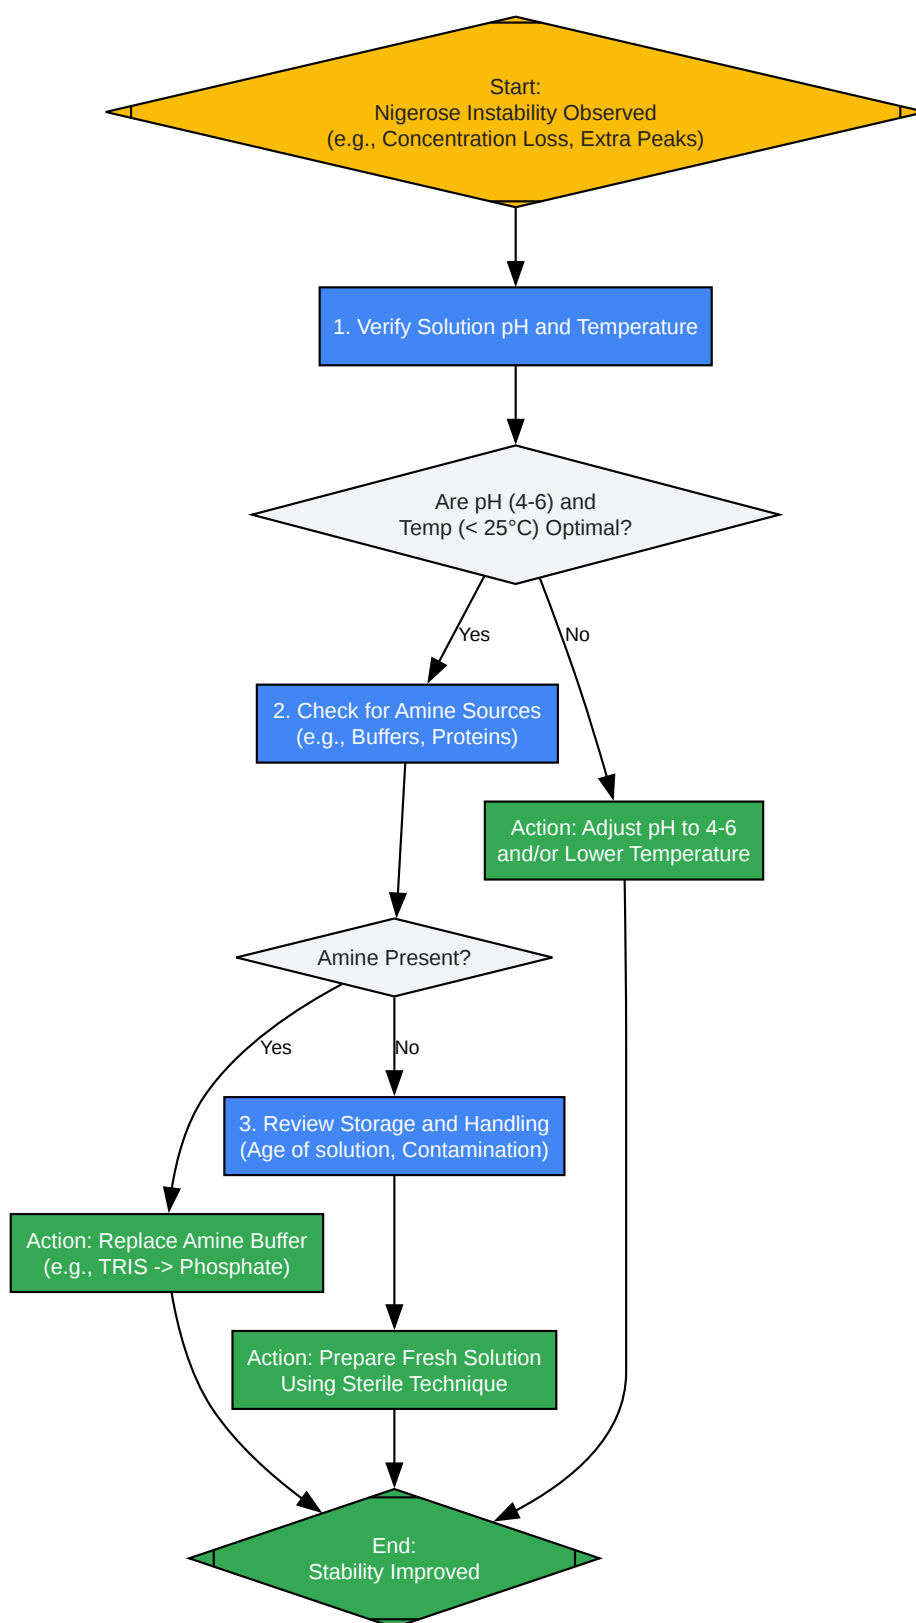 Start:
Nigerose Instability Observed
(e.g., Concentration Loss, Extra Peaks)
1. Verify Solution pH and Temperature
Are pH (4-6) and
Temp (< 25°C) Optimal?
Yes
No
2. Check for Amine Sources
(e.g., Buffers, Proteins)
Action: Adjust pH to 4-6
and/or Lower Temperature
Amine Present?
Yes
No
3. Review Storage and Handling
(Age of solution, Contamination)
Action: Replace Amine Buffer
(e.g., TRIS -> Phosphate)
Action: Prepare Fresh Solution
Using Sterile Technique
End:
Stability Improved